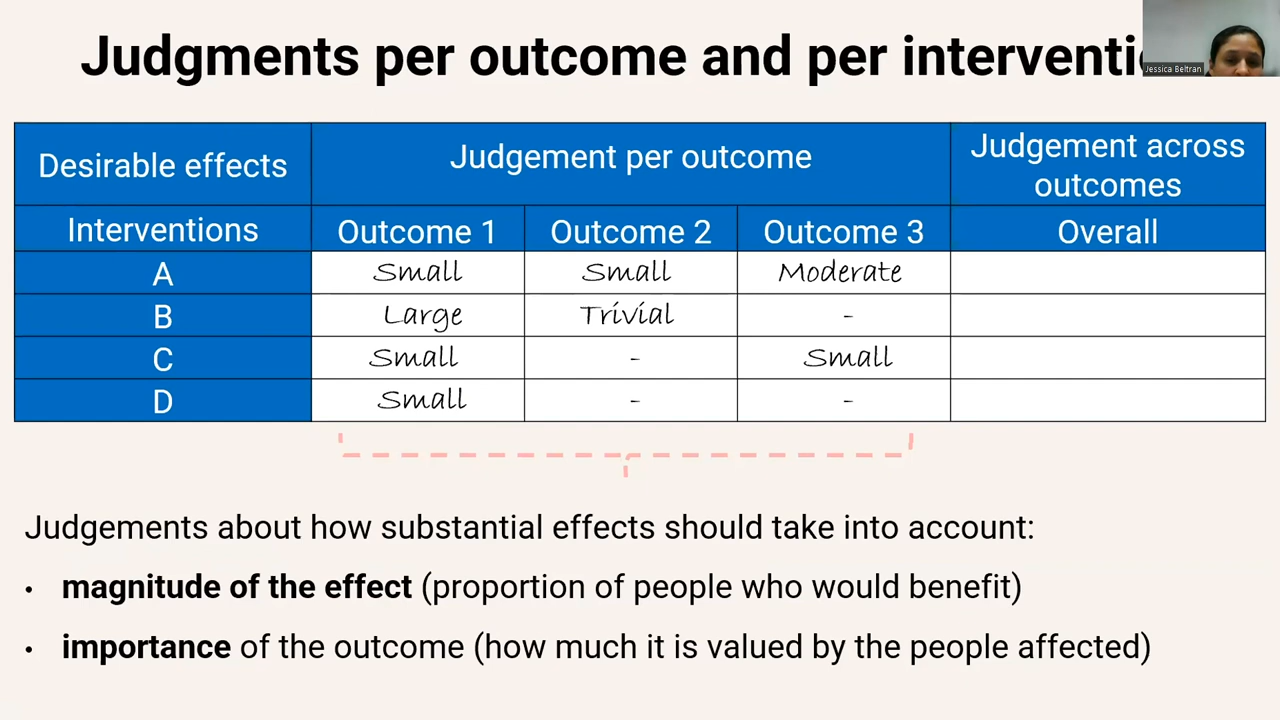 Judgments per outcome and per interventi
Jessica Beltran
Desirable effects
Judgement per outcome
Judgement across
outcomes
Interventions
Outcome 1
Outcome 2
Outcome 3
Overall
A
Small
Small
Moderate
B
Large
Trivial
-
C
Small
-
Small
D
Small
-
-
Judgements about how substantial effects should take into account:
• magnitude of the effect (proportion of people who would benefit)
• importance of the outcome (how much it is valued by the people affected)